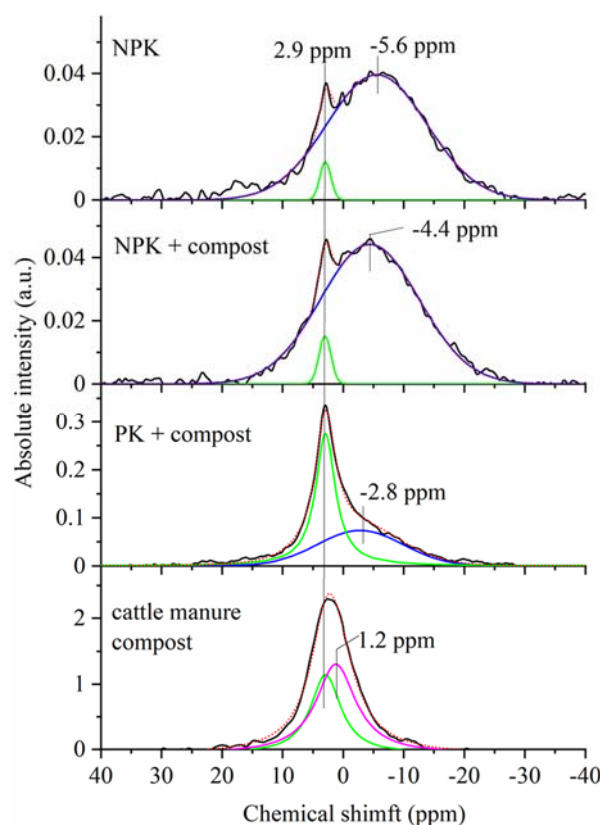 NPK
2.9 ppm
-5.6 ppm
0.04
0.02
0
NPK + compost
-4.4 ppm
0.04
0.02
0
PK + compost
-2.8 ppm
0.3
0.2
0.1
0
cattle manure
compost
1.2 ppm
2
1
0
Absolute intensity (a.u.)
40 30 20 10 0 -10 -20 -30 -40
Chemical shimft (ppm)